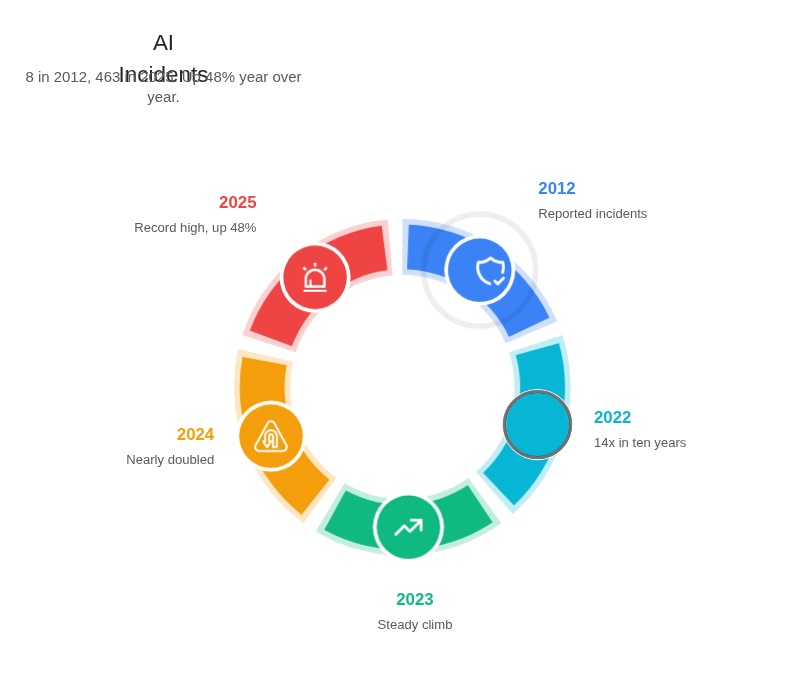 AI
Incidents
8 in 2012, 463 in 2025. Up 48% year over
year.
2012
Reported incidents
2025
Record high, up 48%
2022
14x in ten years
2024
Nearly doubled
2023
Steady climb